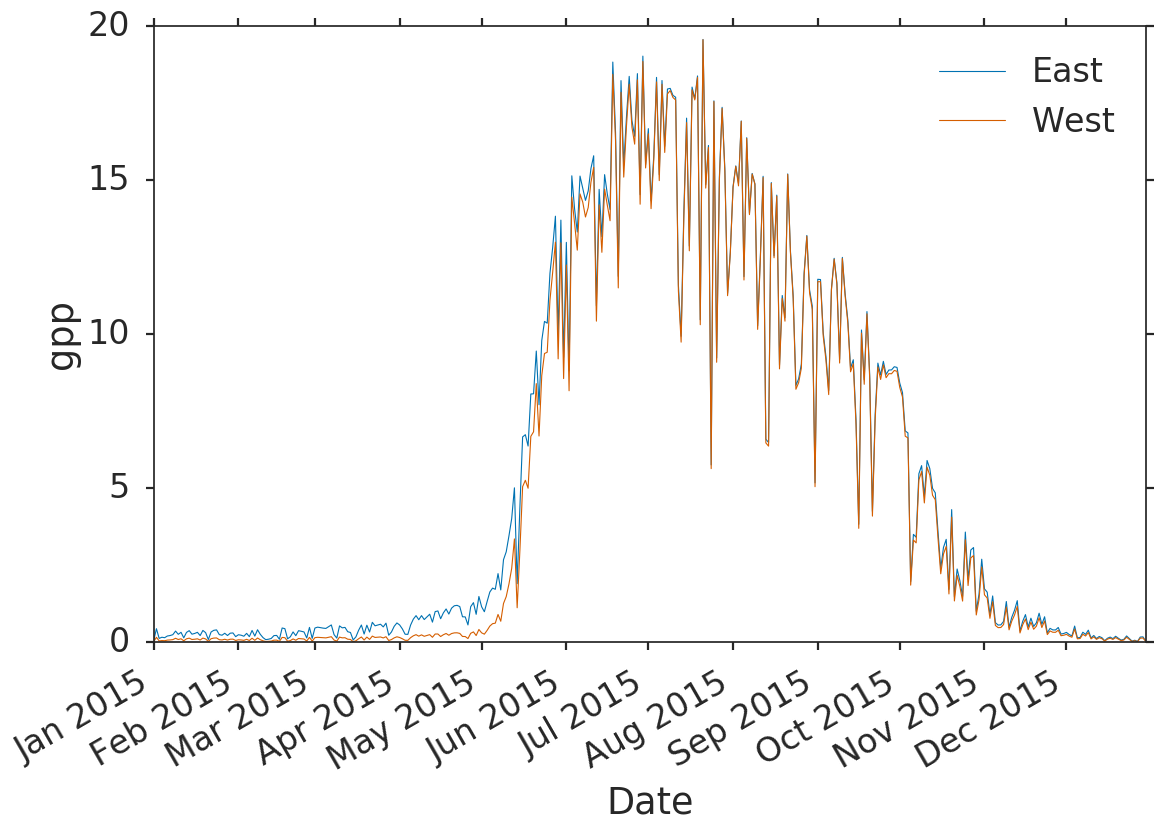 20
15
10
5
0
gpp
East
West
Jan 2015
Feb 2015
Mar 2015
Apr 2015
May 2015
Jun 2015
Jul 2015
Aug 2015
Sep 2015
Oct 2015
Nov 2015
Dec 2015
Date